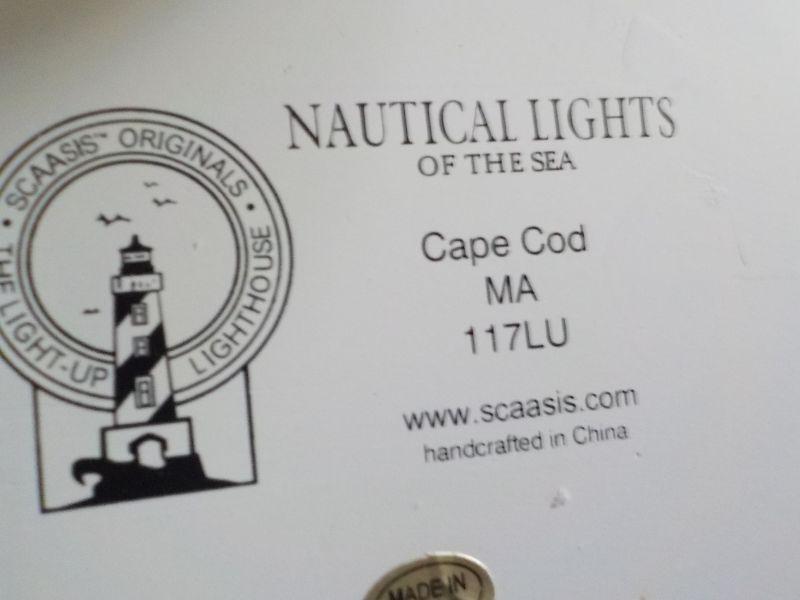 SCAASIS™ ORIGINALS
THE LIGHT-UP LIGHTHOUSE
NAUTICAL LIGHTS
OF THE SEA
Cape Cod
MA
117LU
www.scaasis.com
handcrafted in China
MADE IN